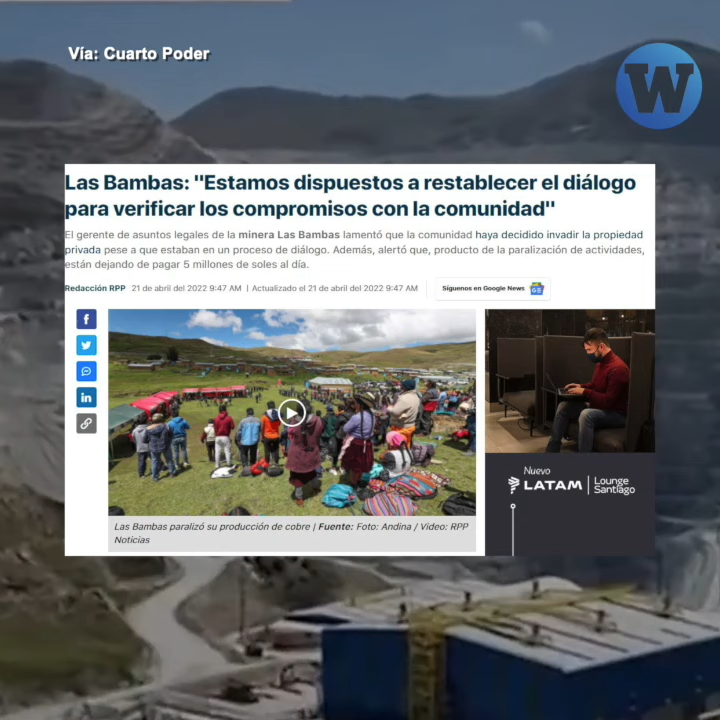 Vía: Cuarto Poder
W
Las Bambas: "Estamos dispuestos a restablecer el diálogo
para verificar los compromisos con la comunidad"
El gerente de asuntos legales de la minera Las Bambas lamentó que la comunidad haya decidido invadir la propiedad
privada pese a que estaban en un proceso de diálogo. Además, alertó que, producto de la paralización de actividades,
están dejando de pagar 5 millones de soles al día.
Redacción RPP 21 de abril del 2022 9:47 AM | Actualizado el 21 de abril del 2022 9:47 AM
Síguenos en Google News
Las Bambas paralizó su producción de cobre | Fuente: Foto: Andina / Video: RPP
Noticias
Nuevo
LATAM | Lounge
Santiago